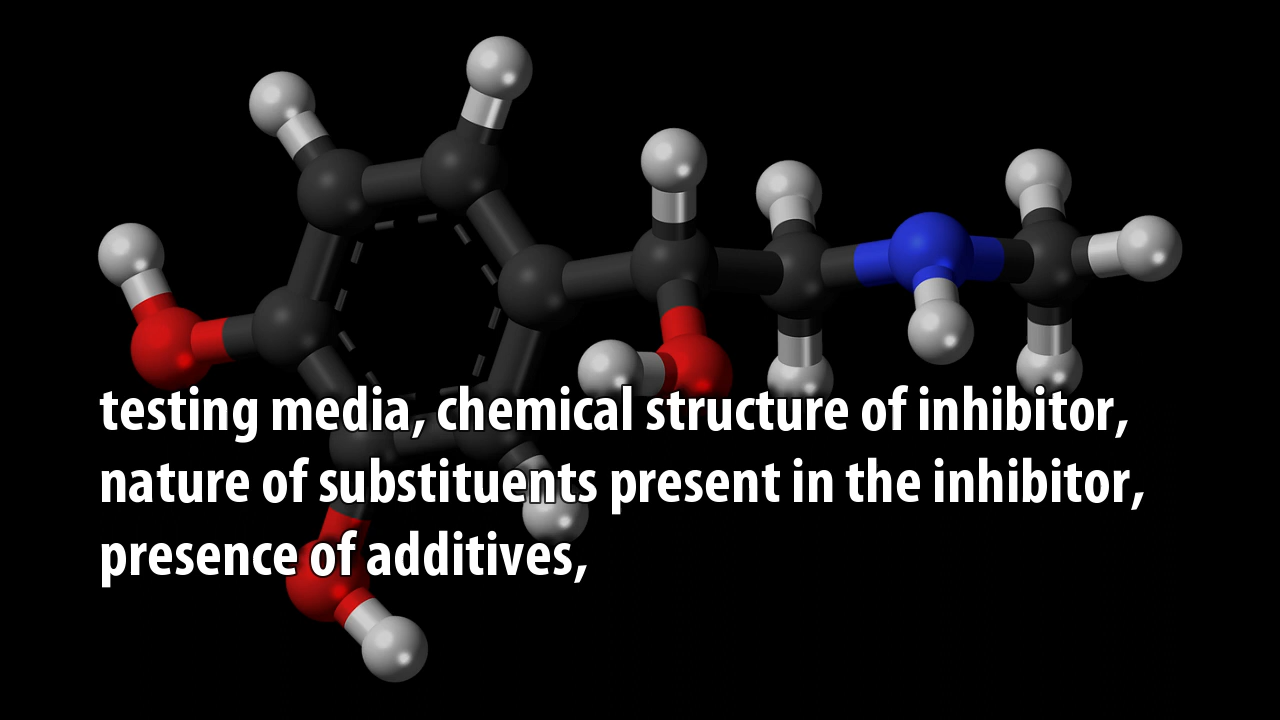 testing media, chemical structure of inhibitor,
nature of substituents present in the inhibitor,
presence of additives,